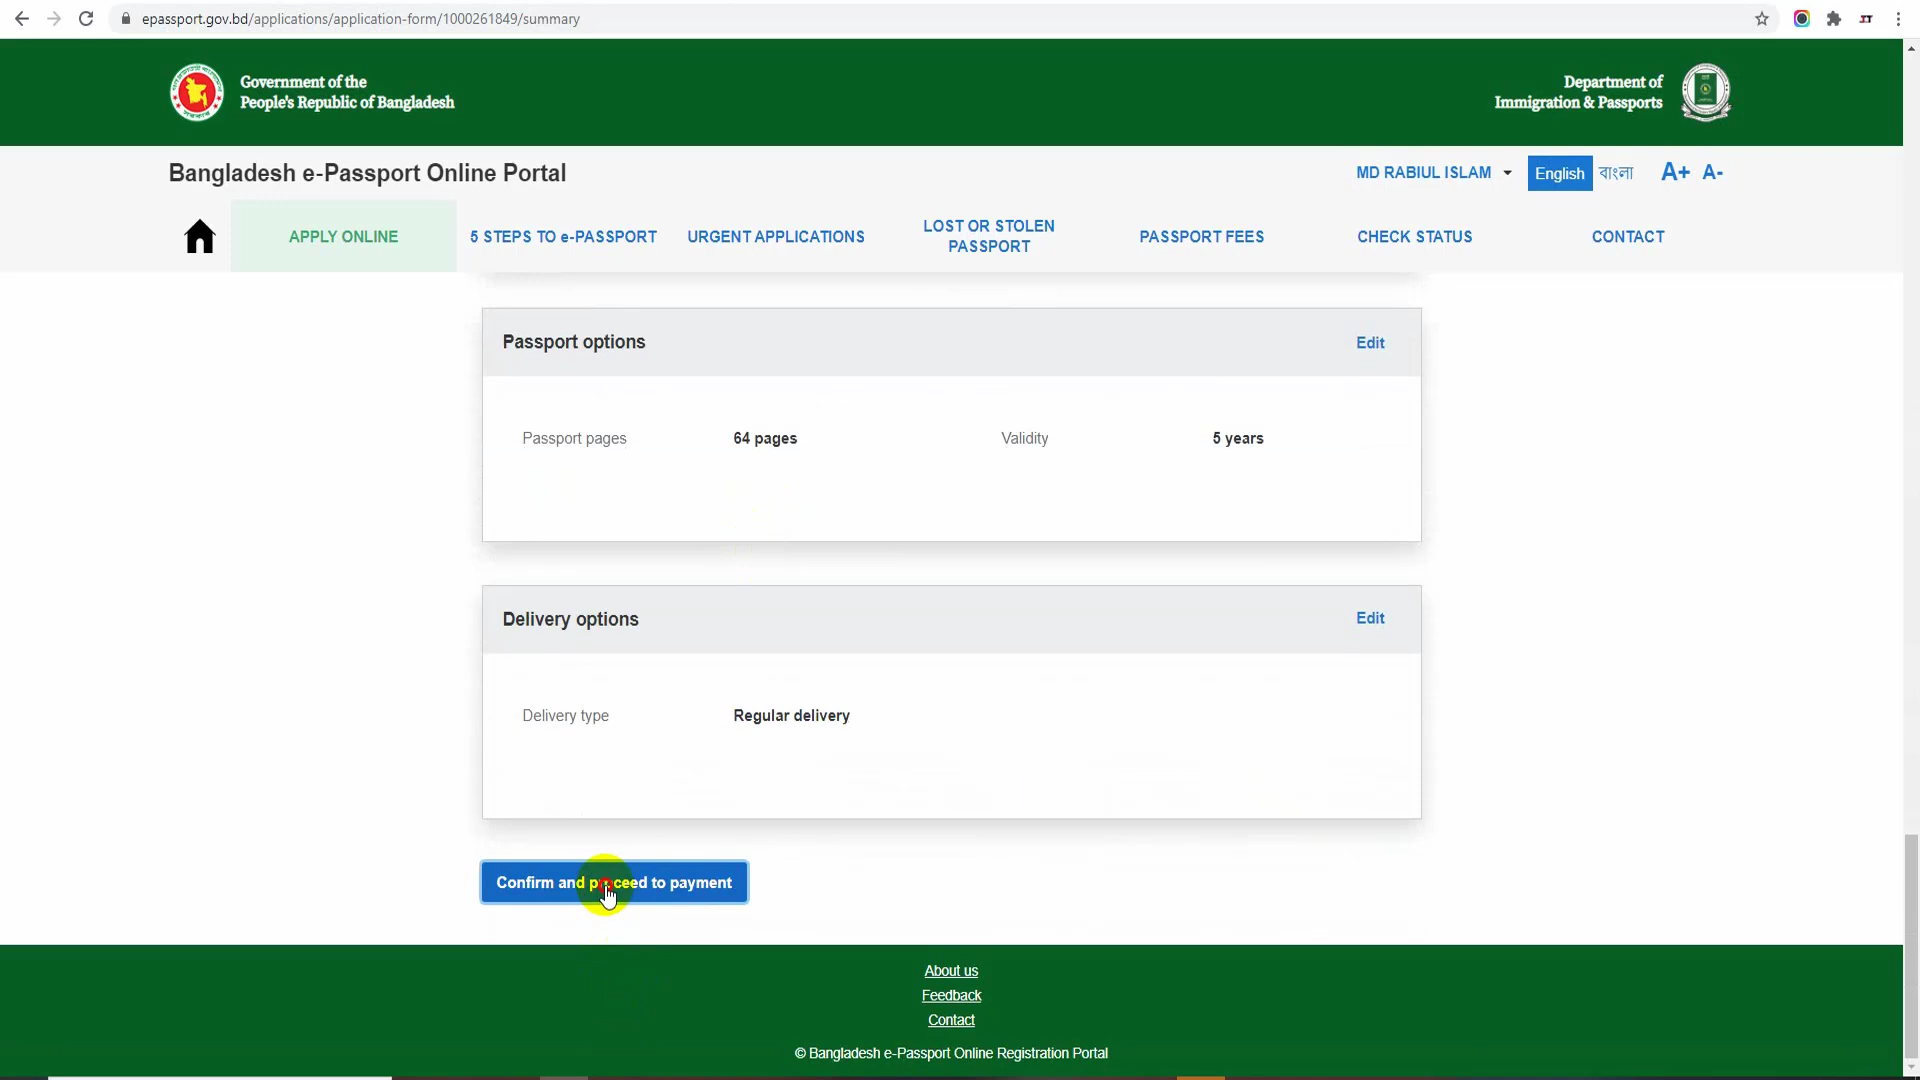 epassport.gov.bd/applications/application-form/1000261849/summary
Government of the
People's Republic of Bangladesh
Department of
Immigration & Passports
Bangladesh e-Passport Online Portal
MD RABIUL ISLAM
English
বাংলা
A+
A-
APPLY ONLINE
5 STEPS TO e-PASSPORT
URGENT APPLICATIONS
LOST OR STOLEN
PASSPORT
PASSPORT FEES
CHECK STATUS
CONTACT
Passport options
Edit
Passport pages
64 pages
Validity
5 years
Delivery options
Edit
Delivery type
Regular delivery
Confirm and proceed to payment
About us
Feedback
Contact
© Bangladesh e-Passport Online Registration Portal